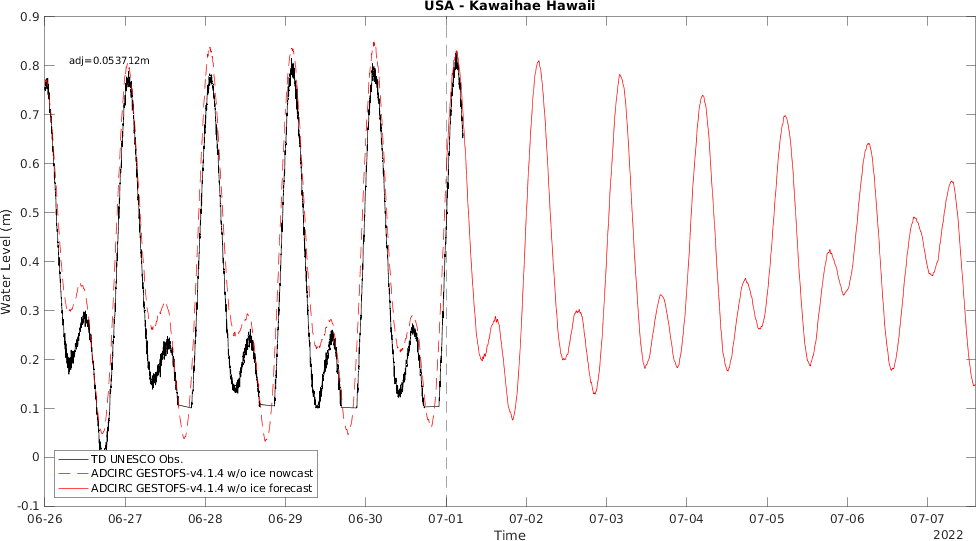 USA - Kawaihae Hawaii
adj=0.053712m
0.9
0.8
0.7
0.6
0.5
0.4
0.3
0.2
0.1
0
-0.1
Water Level (m)
TD UNESCO Obs.
ADCIRC GESTOFS-v4.1.4 w/o ice nowcast
ADCIRC GESTOFS-v4.1.4 w/o ice forecast
06-26 06-27 06-28 06-29 06-30 07-01 07-02 07-03 07-04 07-05 07-06 07-07
Time
2022